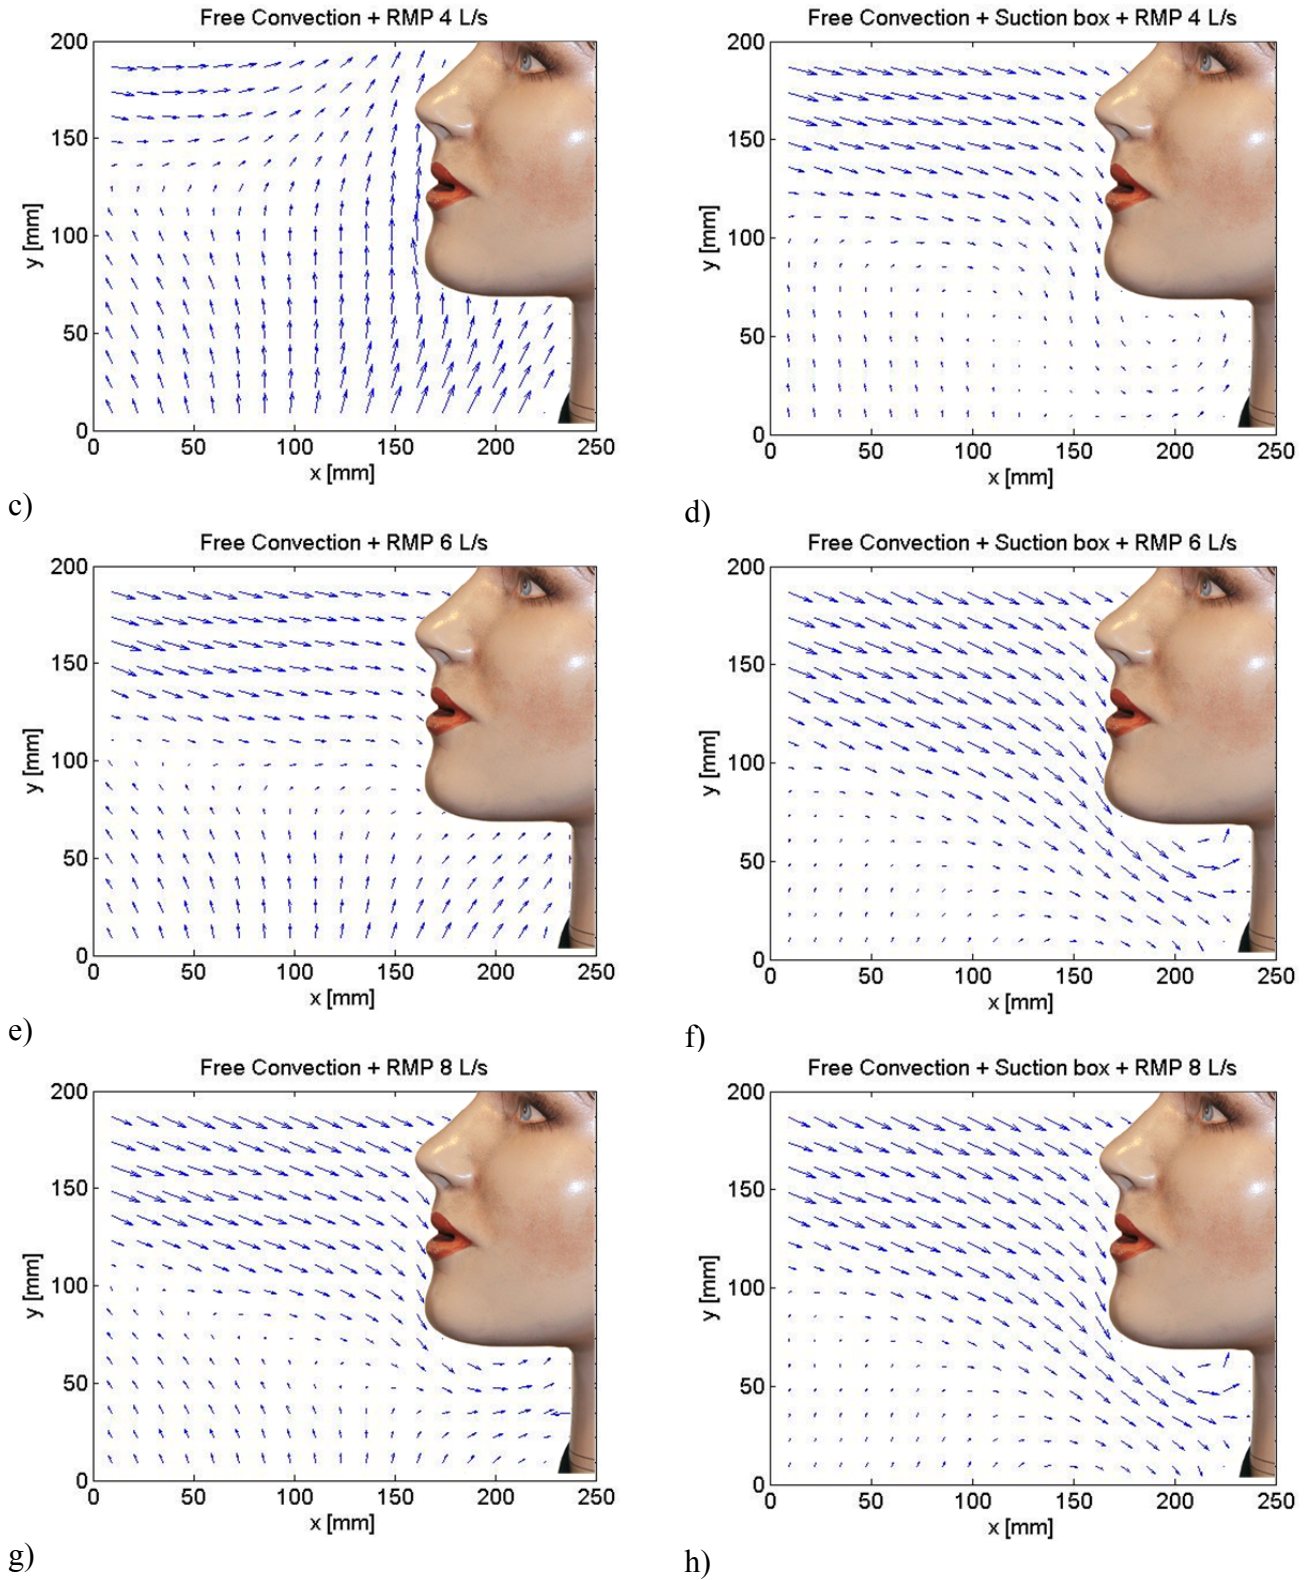 Free Convection + RMP 4 L/s
200
150
100
50
0
y [mm]
0 50 100 150 200 250
x [mm]
c)
Free Convection + Suction box + RMP 4 L/s
200
150
100
50
0
y [mm]
0 50 100 150 200 250
x [mm]
d)
Free Convection + RMP 6 L/s
200
150
100
50
0
y [mm]
0 50 100 150 200 250
x [mm]
e)
Free Convection + Suction box + RMP 6 L/s
200
150
100
50
0
y [mm]
0 50 100 150 200 250
x [mm]
f)
Free Convection + RMP 8 L/s
200
150
100
50
0
y [mm]
0 50 100 150 200 250
x [mm]
g)
Free Convection + Suction box + RMP 8 L/s
200
150
100
50
0
y [mm]
0 50 100 150 200 250
x [mm]
h)